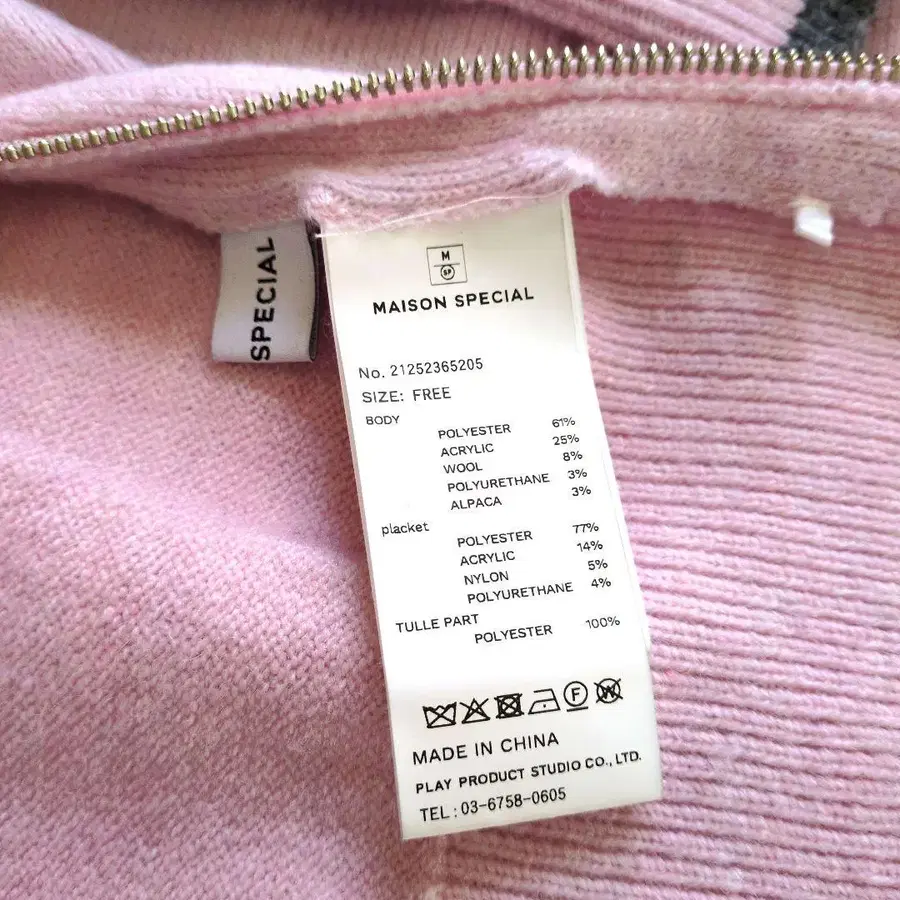 SPECIAL
M
SP
MAISON SPECIAL
No. 21252365205
SIZE: FREE
BODY
POLYESTER 61%
ACRYLIC 25%
WOOL 8%
POLYURETHANE 3%
ALPACA 3%
placket
POLYESTER 77%
ACRYLIC 14%
NYLON 5%
POLYURETHANE 4%
TULLE PART
POLYESTER 100%
F W
MADE IN CHINA
PLAY PRODUCT STUDIO CO., LTD.
TEL : 03-6758-0605